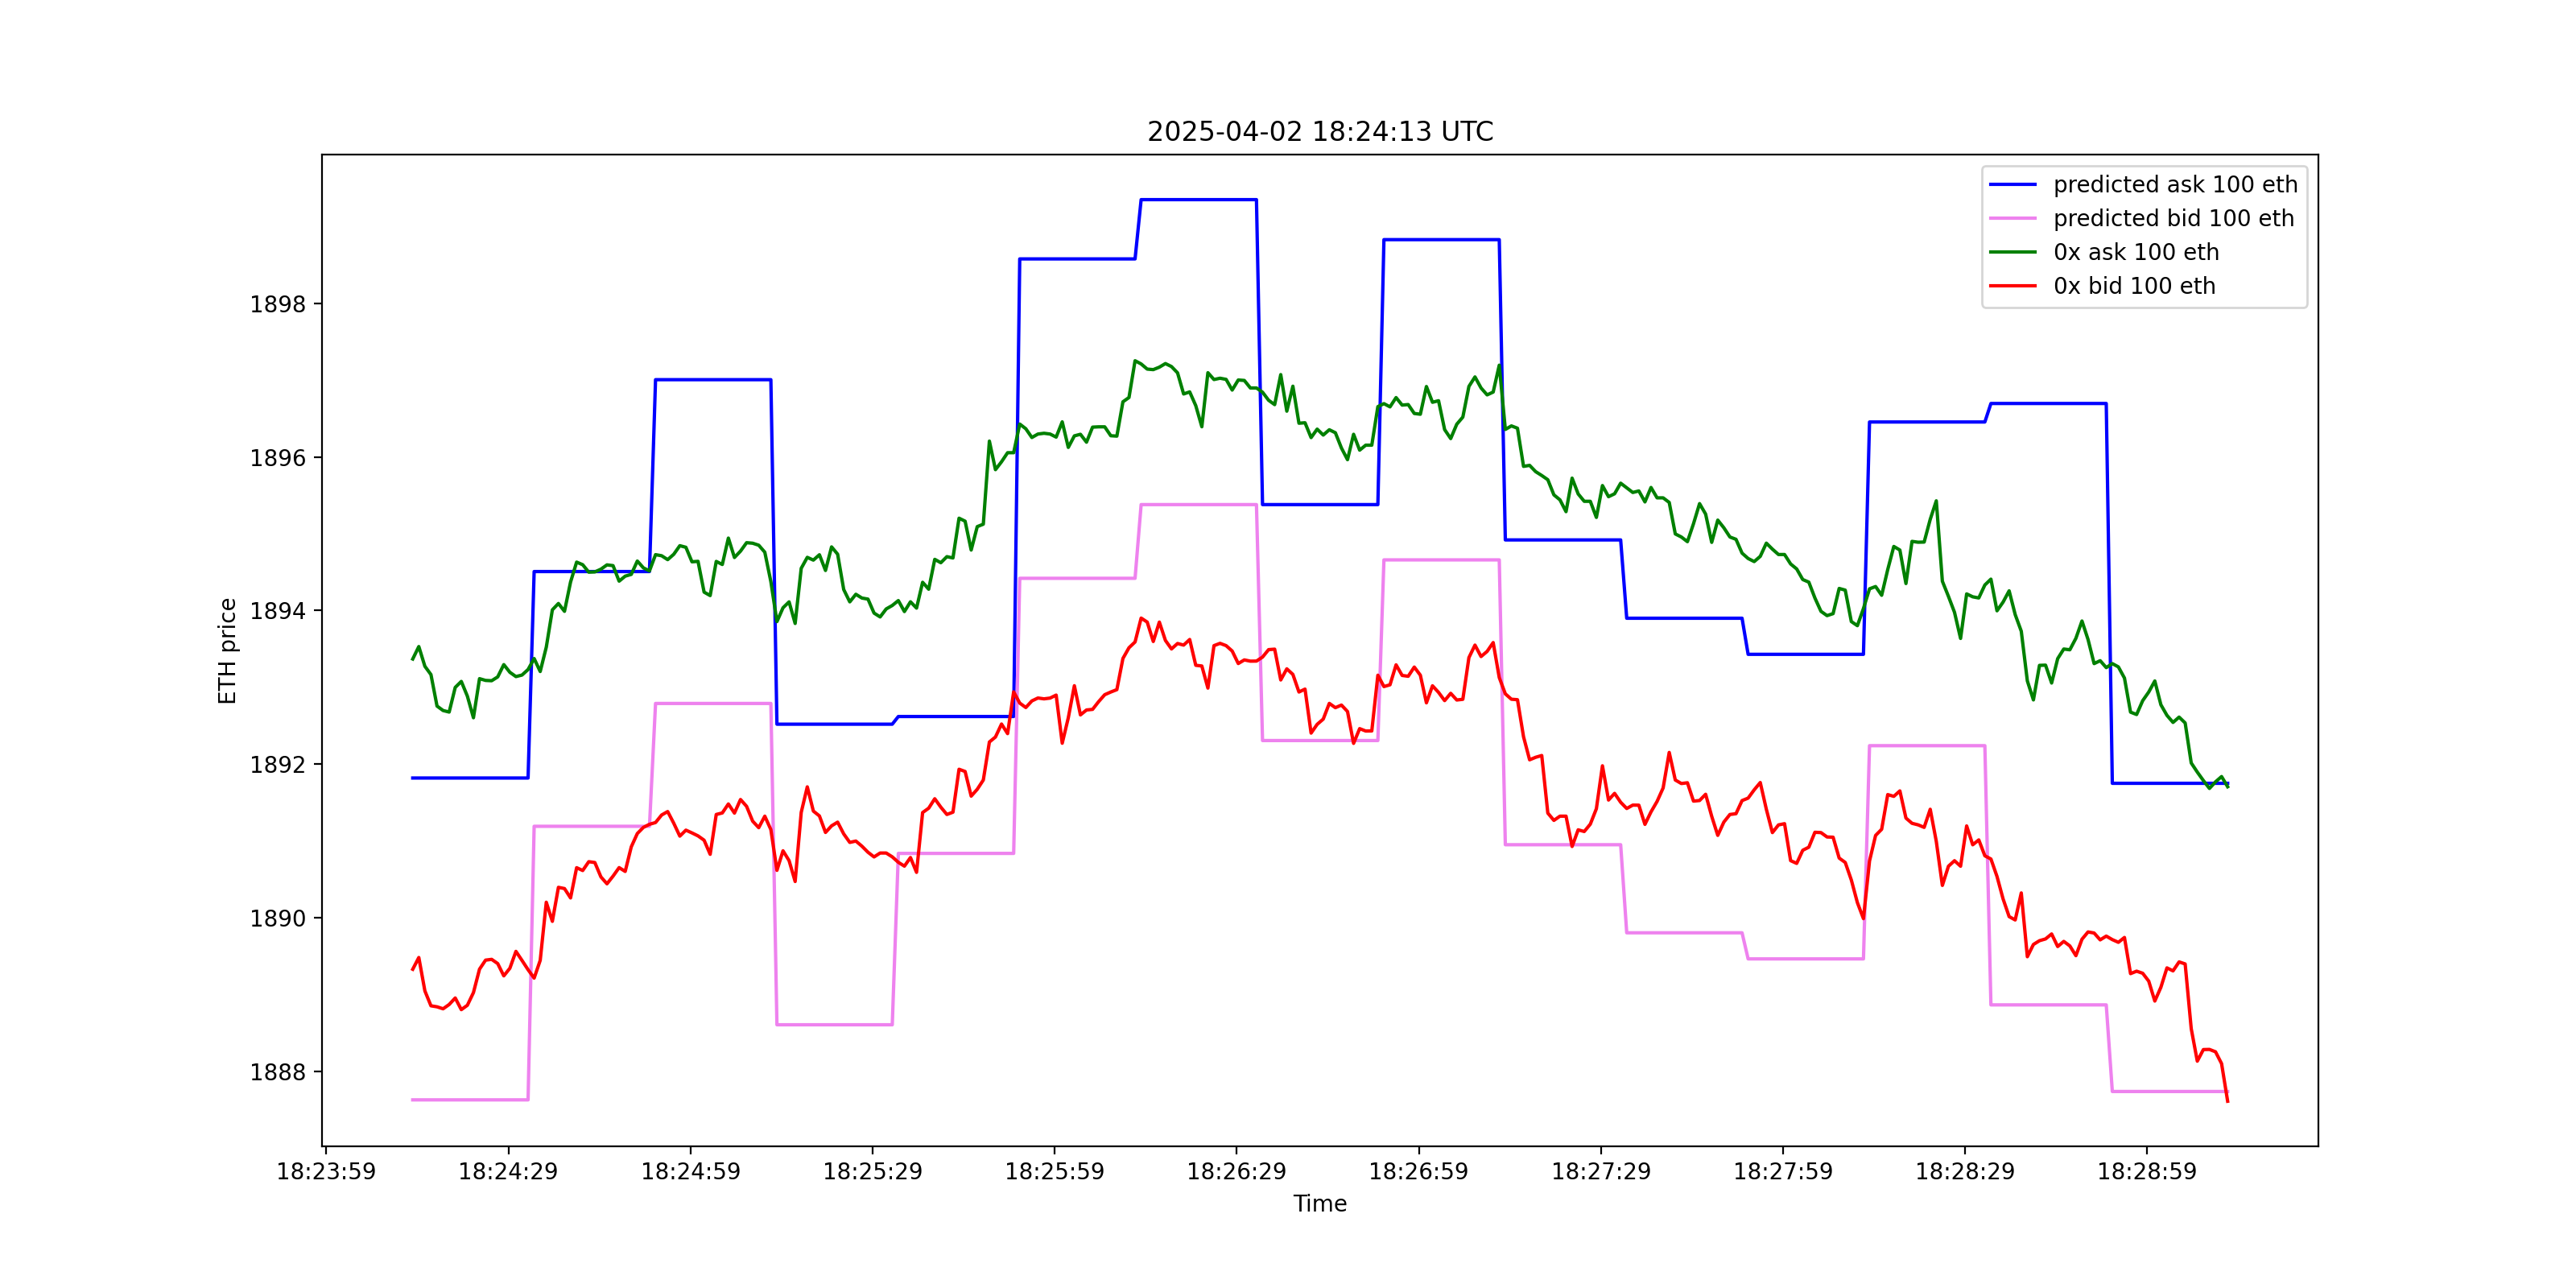 2025-04-02 18:24:13 UTC
predicted ask 100 eth
predicted bid 100 eth
0x ask 100 eth
0x bid 100 eth
ETH price
1898
1896
1894
1892
1890
1888
18:23:59 18:24:29 18:24:59 18:25:29 18:25:59 18:26:29 18:26:59 18:27:29 18:27:59 18:28:29 18:28:59
Time